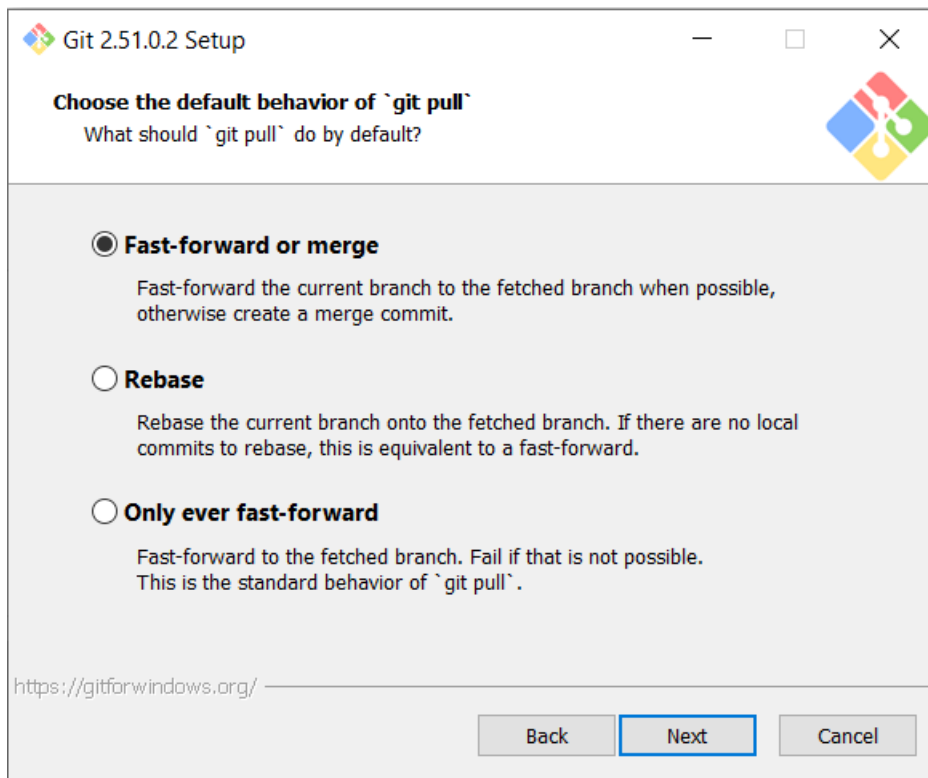 Git 2.51.0.2 Setup
Choose the default behavior of `git pull`
What should `git pull` do by default?
Fast-forward or merge
Fast-forward the current branch to the fetched branch when possible,
otherwise create a merge commit.
Rebase
Rebase the current branch onto the fetched branch. If there are no local
commits to rebase, this is equivalent to a fast-forward.
Only ever fast-forward
Fast-forward to the fetched branch. Fail if that is not possible.
This is the standard behavior of `git pull`.
https://gitforwindows.org/
Back
Next
Cancel